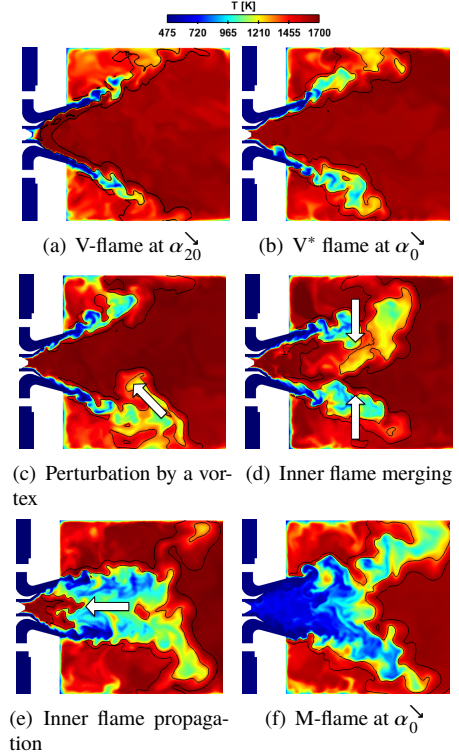 T [K]
475 720 965 1210 1455 1700
(a) V-flame at α₂₀↘
(b) V* flame at α₀↘
(c) Perturbation by a vor-
tex
(d) Inner flame merging
(e) Inner flame propaga-
tion
(f) M-flame at α₀↘